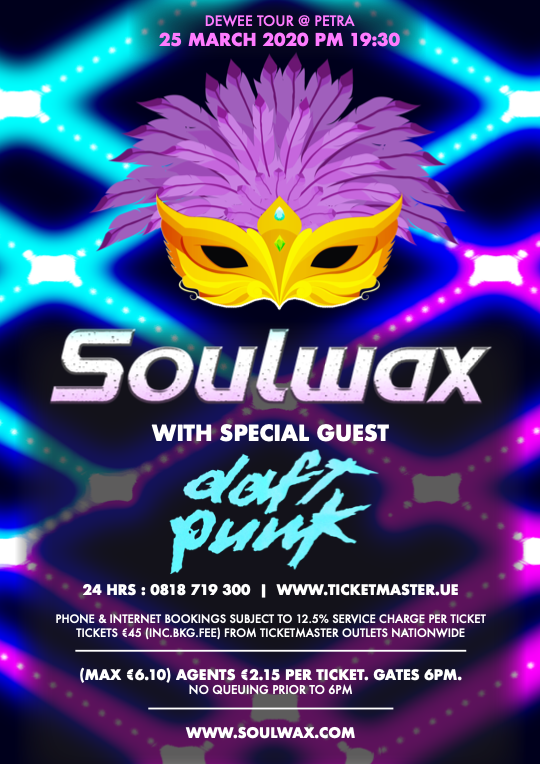 DEWEE TOUR @ PETRA
25 MARCH 2020 PM 19:30
Soulwax
WITH SPECIAL GUEST
daft
punk
24 HRS : 0818 719 300 | WWW.TICKETMASTER.UE
PHONE & INTERNET BOOKINGS SUBJECT TO 12.5% SERVICE CHARGE PER TICKET
TICKETS €45 (INC.BKG.FEE) FROM TICKETMASTER OUTLETS NATIONWIDE
(MAX €6.10) AGENTS €2.15 PER TICKET. GATES 6PM.
NO QUEUING PRIOR TO 6PM
WWW.SOULWAX.COM